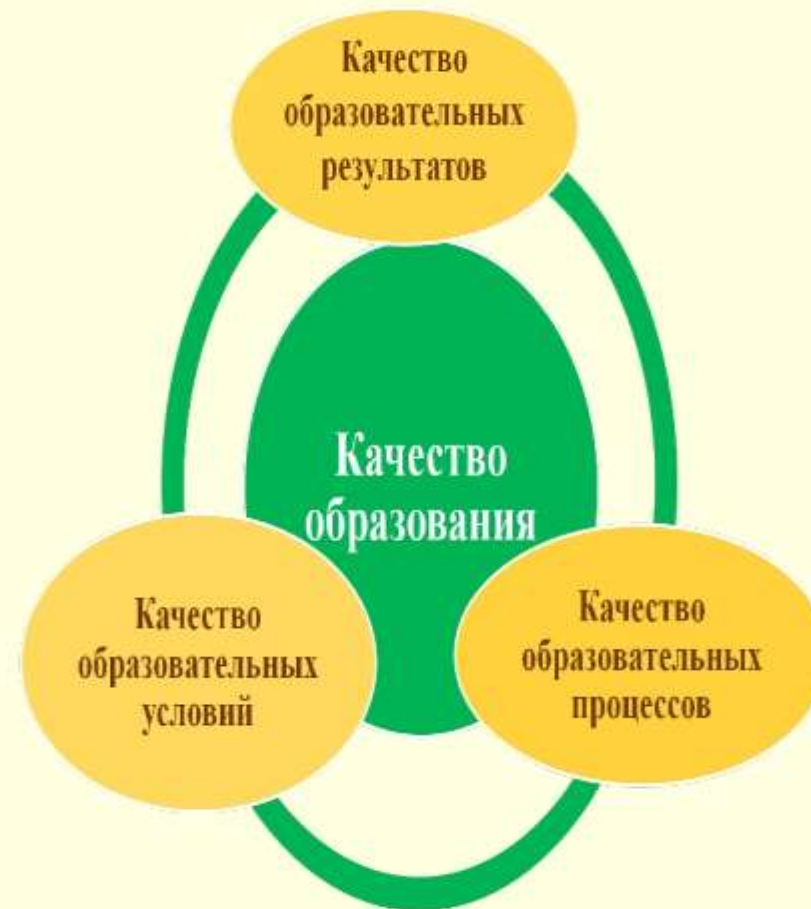 Качество
образовательных
результатов
Качество
образования
Качество
образовательных
условий
Качество
образовательных
процессов